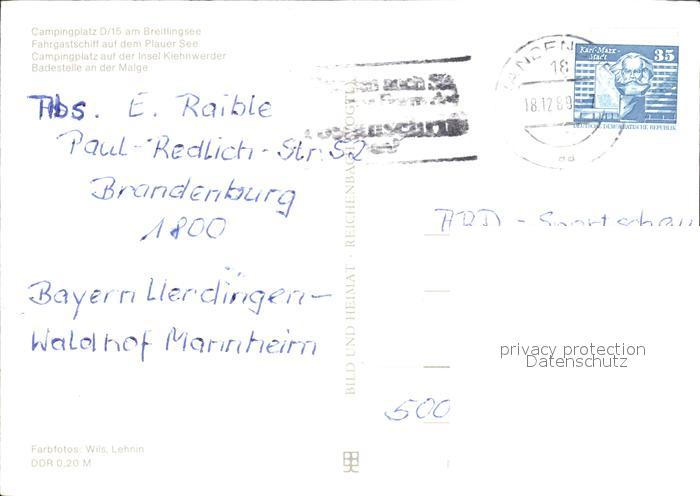 Campingplatz D/15 am Breitlingsee
Fahrgastschiff auf dem Plauer See
Campingplatz auf der Insel Kiehnwerder
Badestelle an der Malge
Abs. E. Raible
Paul-Redlich-Str. 52
Brandenburg
1800
Bayern Uerdingen-
Waldhof Mannheim
Farbfotos: Wils, Lehnin
DDR 0,20 M
BILD UND HEIMAT · REICHENBACH
Karl-Marx-
Stadt
35
DEUTSCHE DEMOKRATISCHE REPUBLIK
18
18.12.89
ARD - Sportschau
500
privacy protection
Datenschutz